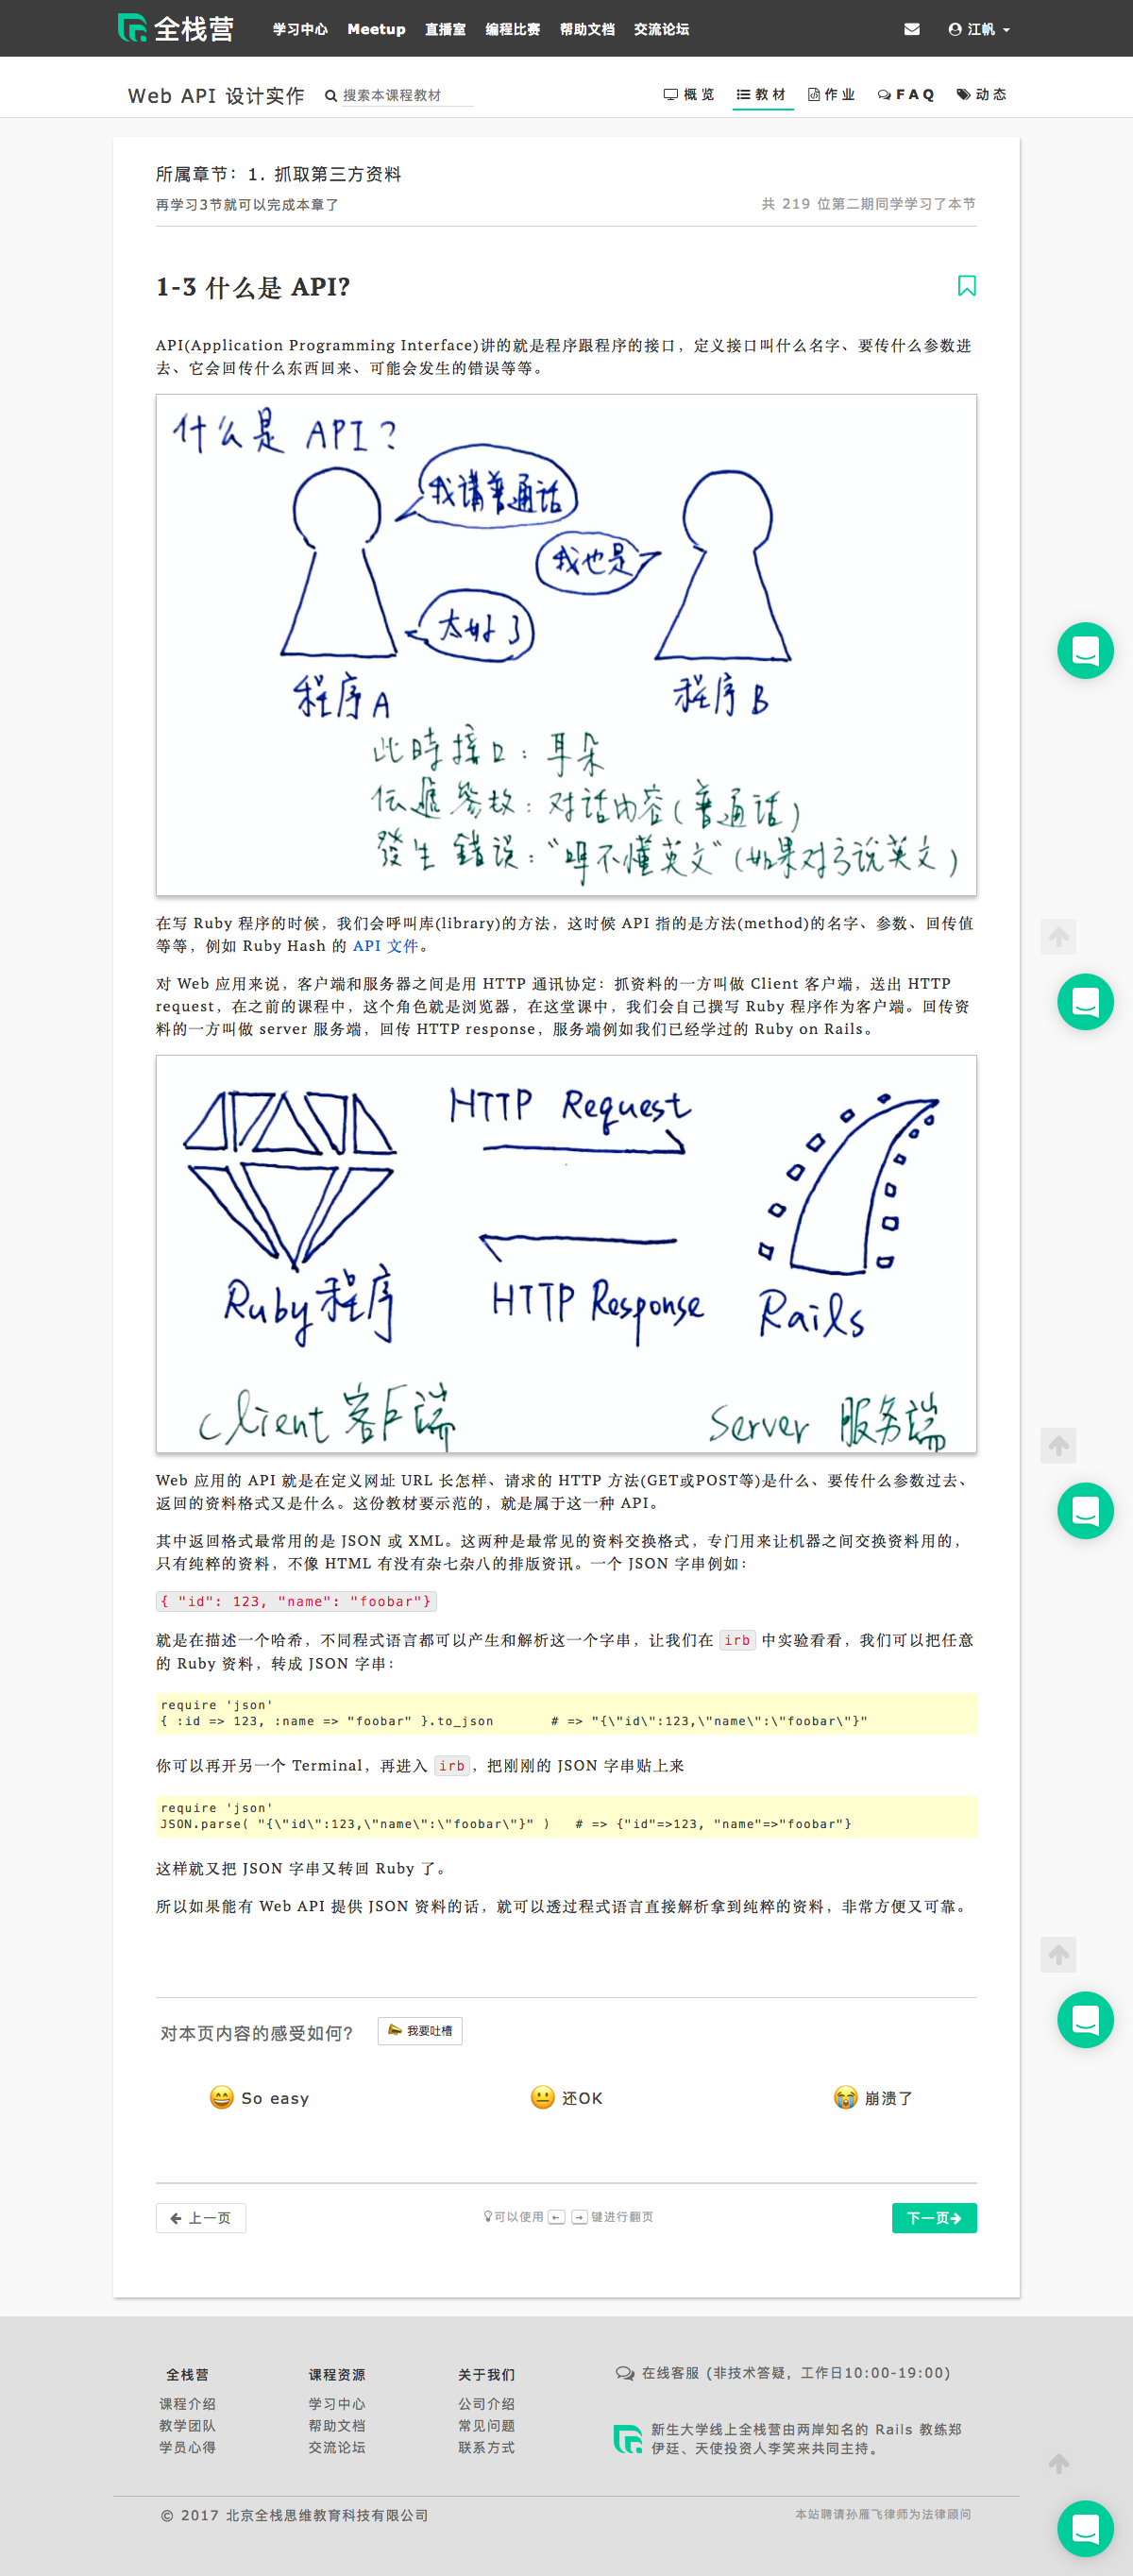 全栈营 学习中心 Meetup 直播室 编程比赛 帮助文档 交流论坛 江帆
Web API 设计实作 搜索本课程教材 概览 教材 作业 FAQ 动态
所属章节：1. 抓取第三方资料
再学习3节就可以完成本章了 共 219 位第二期同学学习了本节
1-3 什么是 API?
API(Application Programming Interface)讲的就是程序跟程序的接口，定义接口叫什么名字、要传什么参数进
去、它会回传什么东西回来、可能会发生的错误等等。
什么是 API？
我講普通话
我也是
太好了
程序A
程序B
此時接口：耳朵
伝遞参数：对话内容（普通话）
發生錯误：“听不懂英文”（如果对方说英文）
在写 Ruby 程序的时候，我们会呼叫库(library)的方法，这时候 API 指的是方法(method)的名字、参数、回传值
等等，例如 Ruby Hash 的 API 文件。
对 Web 应用来说，客户端和服务器之间是用 HTTP 通讯协定：抓资料的一方叫做 Client 客户端，送出 HTTP
request，在之前的课程中，这个角色就是浏览器，在这堂课中，我们会自己撰写 Ruby 程序作为客户端。回传资
料的一方叫做 server 服务端，回传 HTTP response，服务端例如我们已经学过的 Ruby on Rails。
HTTP Request
HTTP Response
Ruby程序
Rails
Client 客户端
Server 服务端
Web 应用的 API 就是在定义网址 URL 长怎样、请求的 HTTP 方法(GET或POST等)是什么、要传什么参数过去、
返回的资料格式又是什么。这份教材要示范的，就是属于这一种 API。
其中返回格式最常用的是 JSON 或 XML。这两种是最常见的资料交换格式，专门用来让机器之间交换资料用的，
只有纯粹的资料，不像 HTML 有没有杂七杂八的排版资讯。一个 JSON 字串例如：
{ "id": 123, "name": "foobar"}
就是在描述一个哈希，不同程式语言都可以产生和解析这一个字串，让我们在 irb 中实验看看，我们可以把任意
的 Ruby 资料，转成 JSON 字串：
require 'json'
{ :id => 123, :name => "foobar" }.to_json       # => "{\"id\":123,\"name\":\"foobar\"}"
你可以再开另一个 Terminal，再进入 irb，把刚刚的 JSON 字串贴上来
require 'json'
JSON.parse( "{\"id\":123,\"name\":\"foobar\"}" )   # => {"id"=>123, "name"=>"foobar"}
这样就又把 JSON 字串又转回 Ruby 了。
所以如果能有 Web API 提供 JSON 资料的话，就可以透过程式语言直接解析拿到纯粹的资料，非常方便又可靠。
对本页内容的感受如何？ 我要吐槽
So easy 还OK 崩溃了
← 上一页 可以使用 ← → 键进行翻页 下一页→
全栈营 课程资源 关于我们 在线客服 (非技术答疑，工作日10:00-19:00)
课程介绍 学习中心 公司介绍
教学团队 帮助文档 常见问题 新生大学线上全栈营由两岸知名的 Rails 教练郑
学员心得 交流论坛 联系方式 伊廷、天使投资人李笑来共同主持。
© 2017 北京全栈思维教育科技有限公司 本站聘请孙雁飞律师为法律顾问